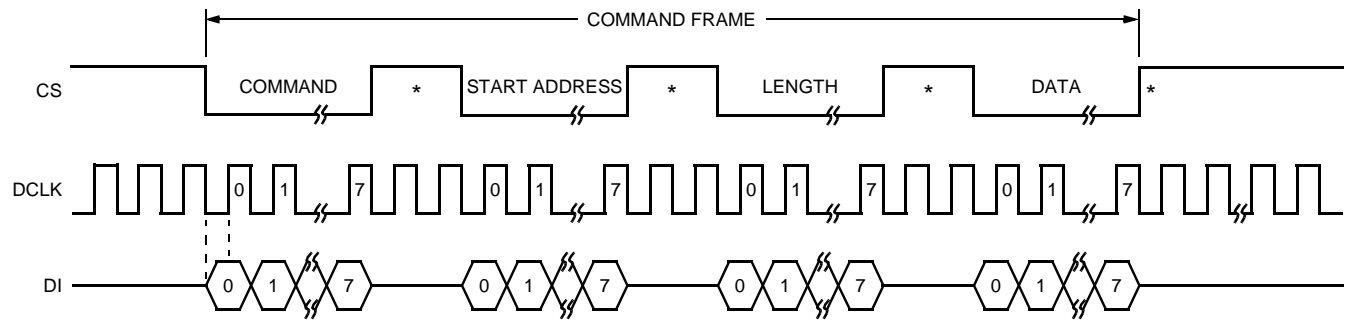 COMMAND FRAME
CS COMMAND * START ADDRESS * LENGTH * DATA *
DCLK 0 1 7 0 1 7 0 1 7 0 1 7
DI 0 1 7 0 1 7 0 1 7 0 1 7